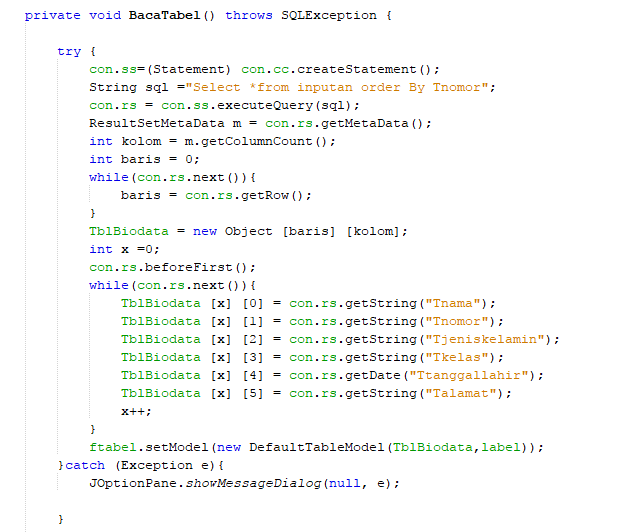 private void BacaTabel() throws SQLException {
try {
con.ss=(Statement) con.cc.createStatement();
String sql ="Select *from inputan order By Tnomor";
con.rs = con.ss.executeQuery(sql);
ResultSetMetaData m = con.rs.getMetaData();
int kolom = m.getColumnCount();
int baris = 0;
while(con.rs.next()){
baris = con.rs.getRow();
}
TblBiodata = new Object [baris] [kolom];
int x =0;
con.rs.beforeFirst();
while(con.rs.next()){
TblBiodata [x] [0] = con.rs.getString("Tnama");
TblBiodata [x] [1] = con.rs.getString("Tnomor");
TblBiodata [x] [2] = con.rs.getString("Tjeniskelamin");
TblBiodata [x] [3] = con.rs.getString("Tkelas");
TblBiodata [x] [4] = con.rs.getDate("Ttanggallahir");
TblBiodata [x] [5] = con.rs.getString("Talamat");
x++;
}
ftabel.setModel(new DefaultTableModel(TblBiodata,label));
}catch (Exception e){
JOptionPane.showMessageDialog(null, e);
}